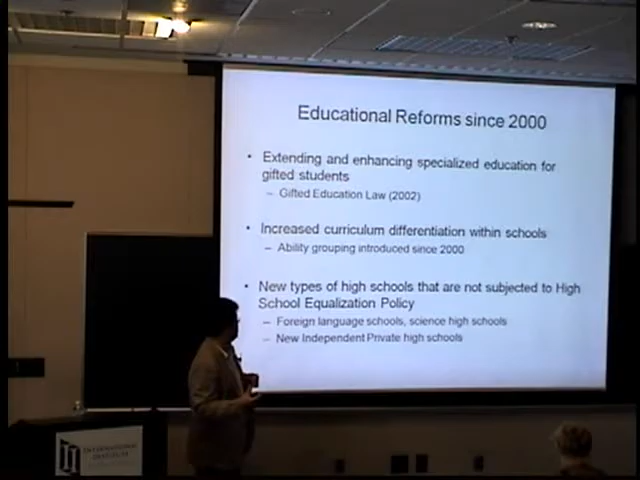 Educational Reforms since 2000
• Extending and enhancing specialized education for
gifted students
– Gifted Education Law (2002)
• Increased curriculum differentiation within schools
– Ability grouping introduced since 2000
• New types of high schools that are not subjected to High
School Equalization Policy
– Foreign language schools, science high schools
– New Independent Private high schools
INTERNATIONAL
INSTITUTE